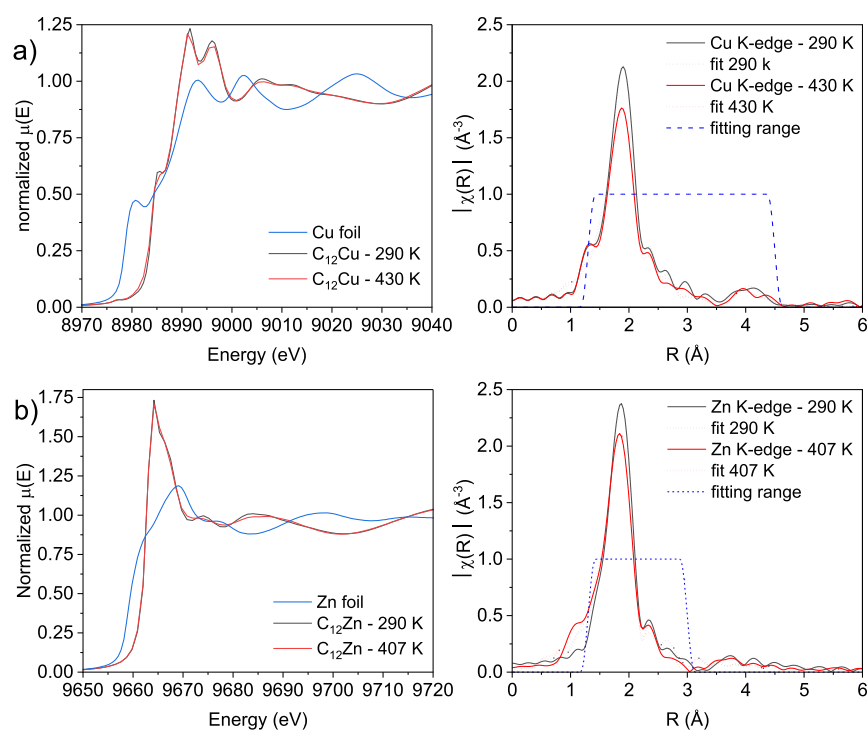 a)
normalized μ(E)
1.25
1.00
0.75
0.50
0.25
0.00
8970 8980 8990 9000 9010 9020 9030 9040
Energy (eV)
Cu foil
C₁₂Cu - 290 K
C₁₂Cu - 430 K
|χ(R)| (Å⁻³)
2.5
2.0
1.5
1.0
0.5
0.0
0 1 2 3 4 5 6
R (Å)
Cu K-edge - 290 K
fit 290 k
Cu K-edge - 430 K
fit 430 K
fitting range
b)
Normalized μ(E)
1.75
1.50
1.25
1.00
0.75
0.50
0.25
0.00
9650 9660 9670 9680 9690 9700 9710 9720
Energy (eV)
Zn foil
C₁₂Zn - 290 K
C₁₂Zn - 407 K
|χ(R)| (Å⁻³)
2.5
2.0
1.5
1.0
0.5
0.0
0 1 2 3 4 5 6
R (Å)
Zn K-edge - 290 K
fit 290 K
Zn K-edge - 407 K
fit 407 K
fitting range